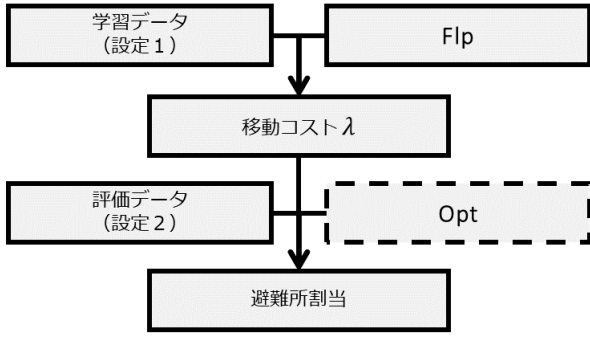 学習データ
（設定１）
Flp
移動コストλ
評価データ
（設定２）
Opt
避難所割当